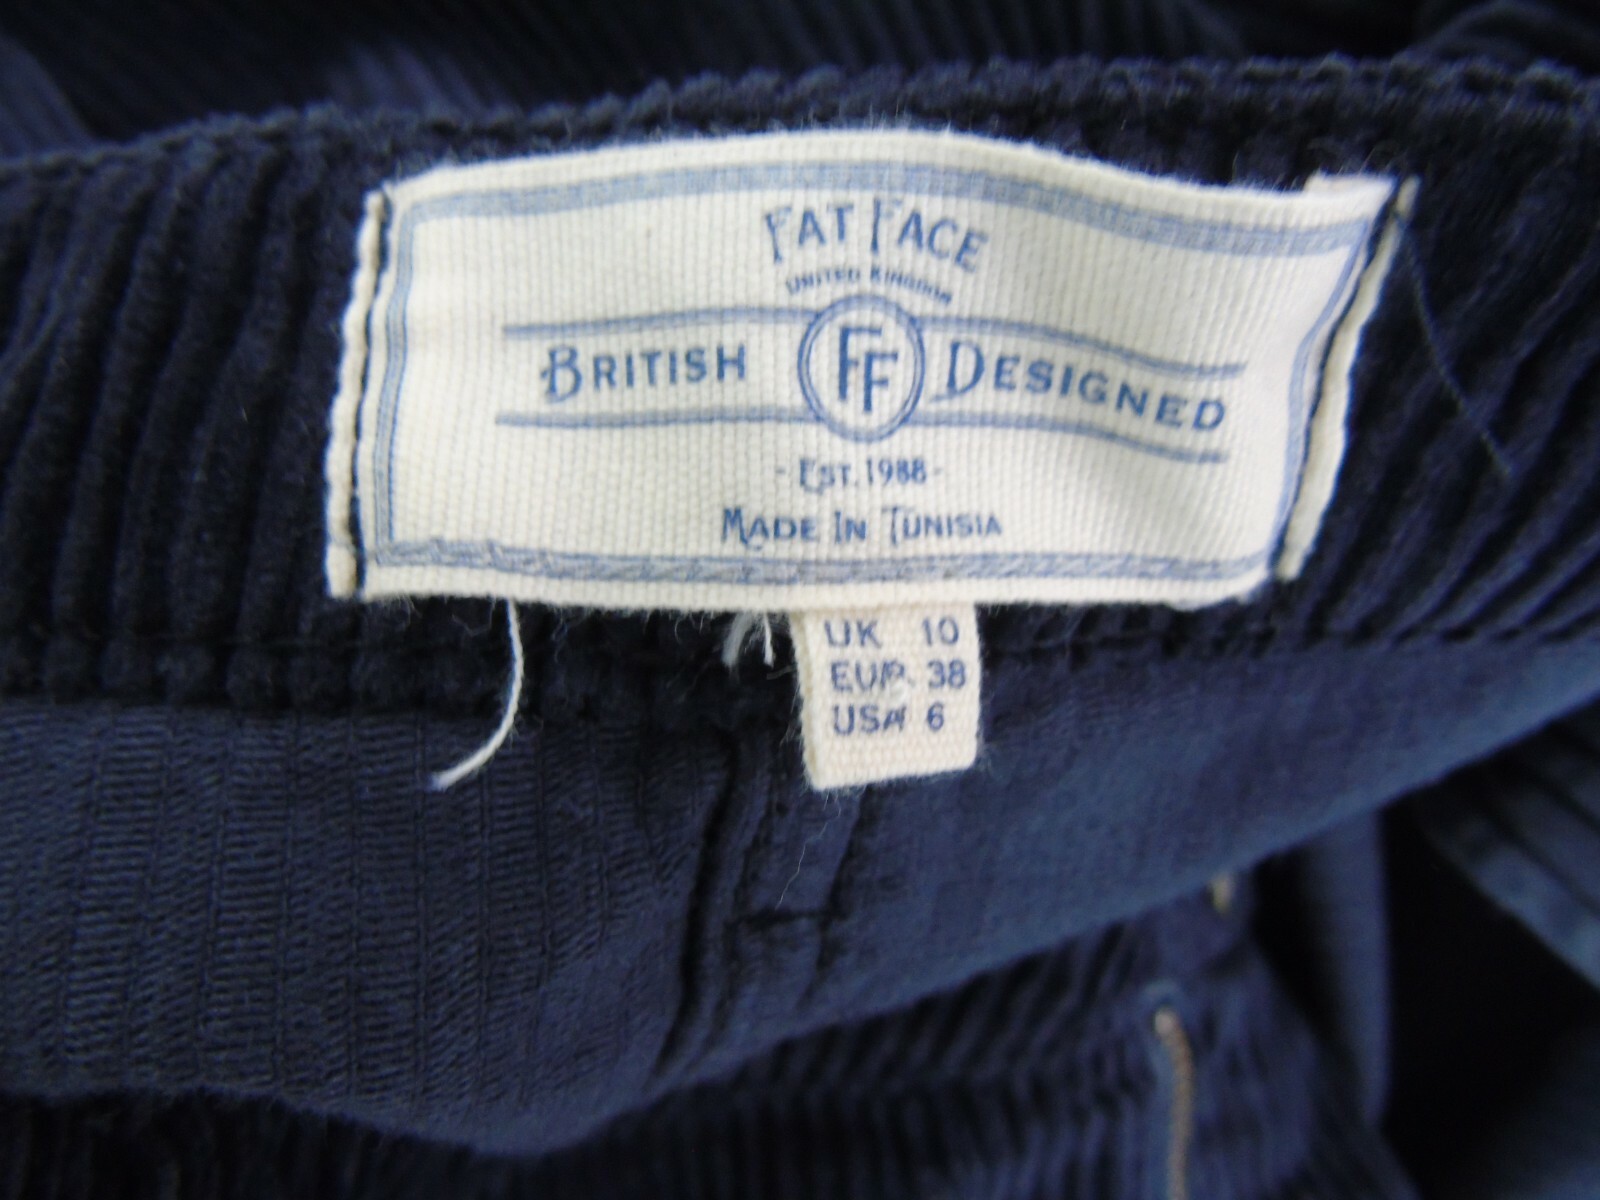 FAT FACE
UNITED KINGDOM
BRITISH FF DESIGNED
- EST. 1988 -
MADE IN TUNISIA
UK 10
EUR 38
USA 6